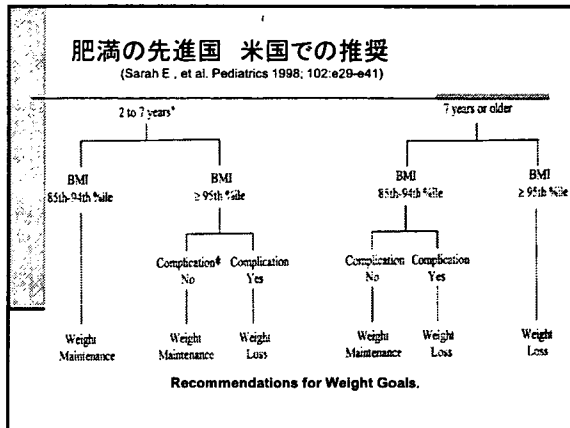 肥満の先進国 米国での推奨
(Sarah E , et al. Pediatrics 1998; 102:e29-e41)
2 to 7 years* 7 years or older
BMI BMI BMI BMI
85th-94th %ile ≥ 95th %ile 85th-94th %ile ≥ 95th %ile
Complication# Complication Complication Complication
No Yes No Yes
Weight Weight Weight Weight Weight Weight
Maintenance Maintenance Loss Maintenance Loss Loss
Recommendations for Weight Goals.